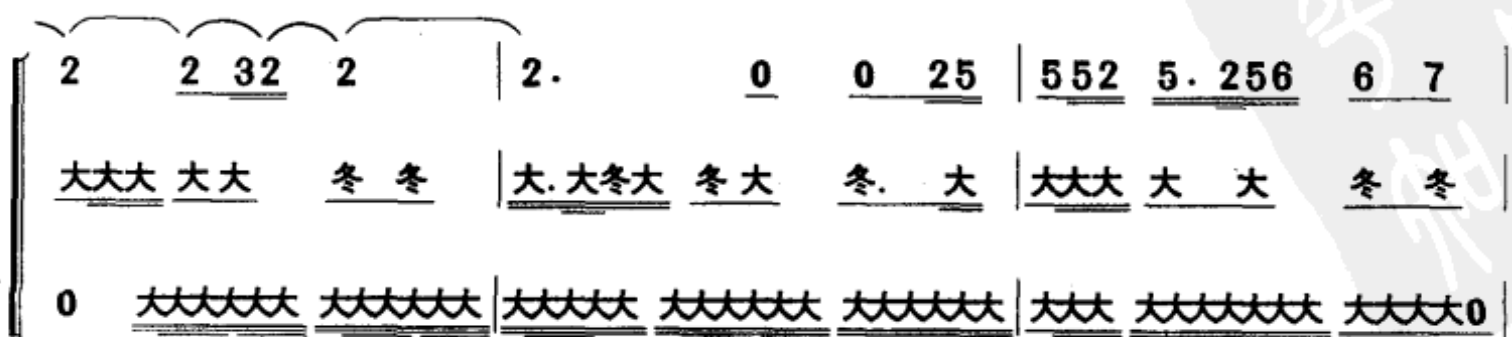 2 2 32 2 | 2. 0 0 25 | 552 5. 256 6 7 |
大大大 大大 冬 冬 | 大. 大冬大 冬大 冬. 大 | 大大大 大 大 冬 冬 |
0 大大大大大大 大大大大大大 | 大大大大大 大大大大大大 大大大大大大 | 大大大 大大大大大大大 大大大大0 |